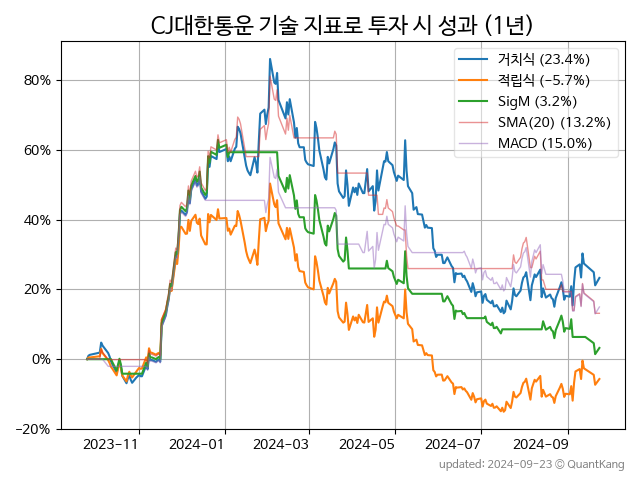 CJ대한통운 기술 지표로 투자 시 성과 (1년)
거치식 (23.4%)
적립식 (−5.7%)
SigM (3.2%)
SMA(20) (13.2%)
MACD (15.0%)
80%
60%
40%
20%
0%
−20%
2023−11 2024−01 2024−03 2024−05 2024−07 2024−09
updated: 2024−09−23 © QuantKang